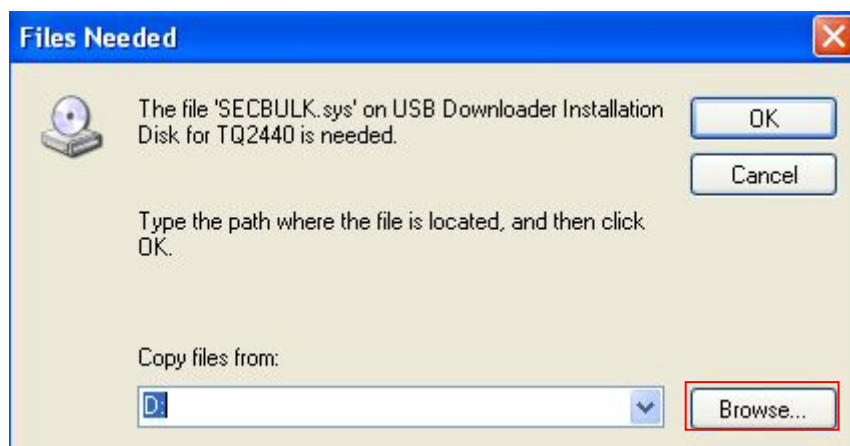 Files Needed
The file 'SECBULK.sys' on USB Downloader Installation
Disk for TQ2440 is needed.
OK
Cancel
Type the path where the file is located, and then click
OK.
Copy files from:
D:
Browse...